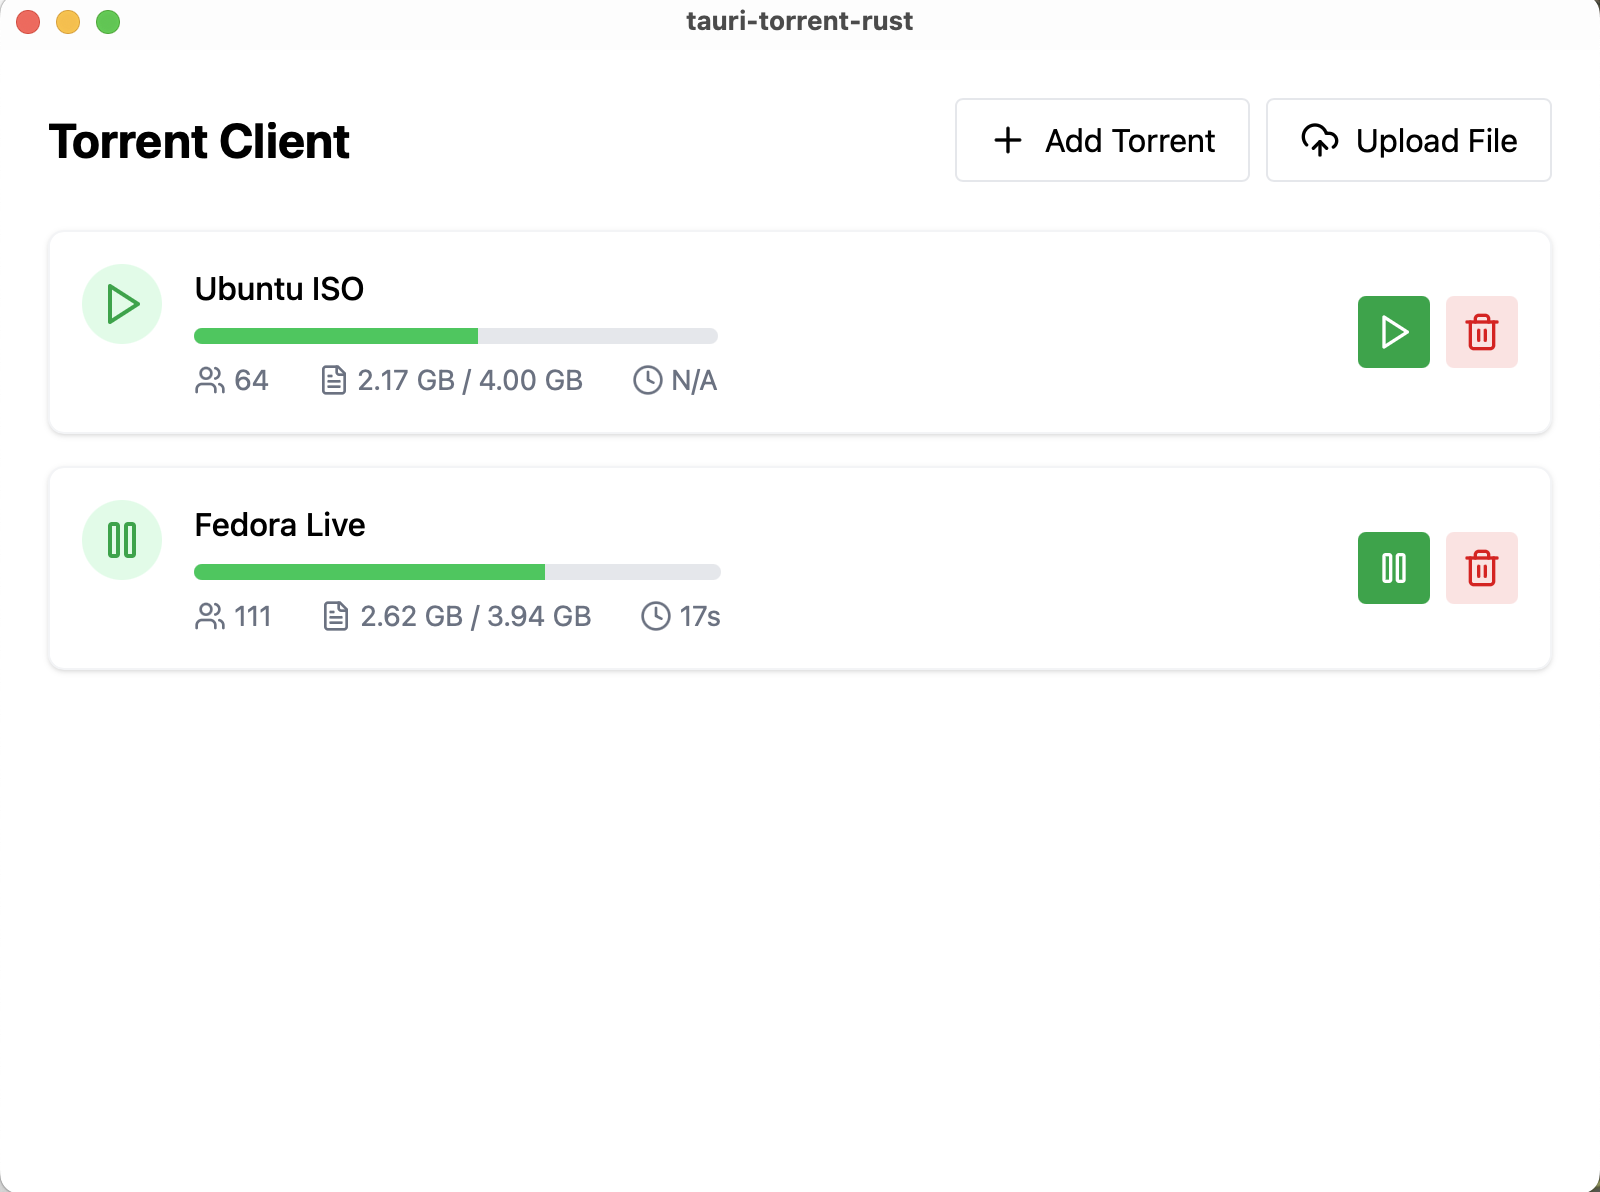 tauri-torrent-rust
Torrent Client
Add Torrent
Upload File
Ubuntu ISO
64 2.17 GB / 4.00 GB N/A
Fedora Live
111 2.62 GB / 3.94 GB 17s